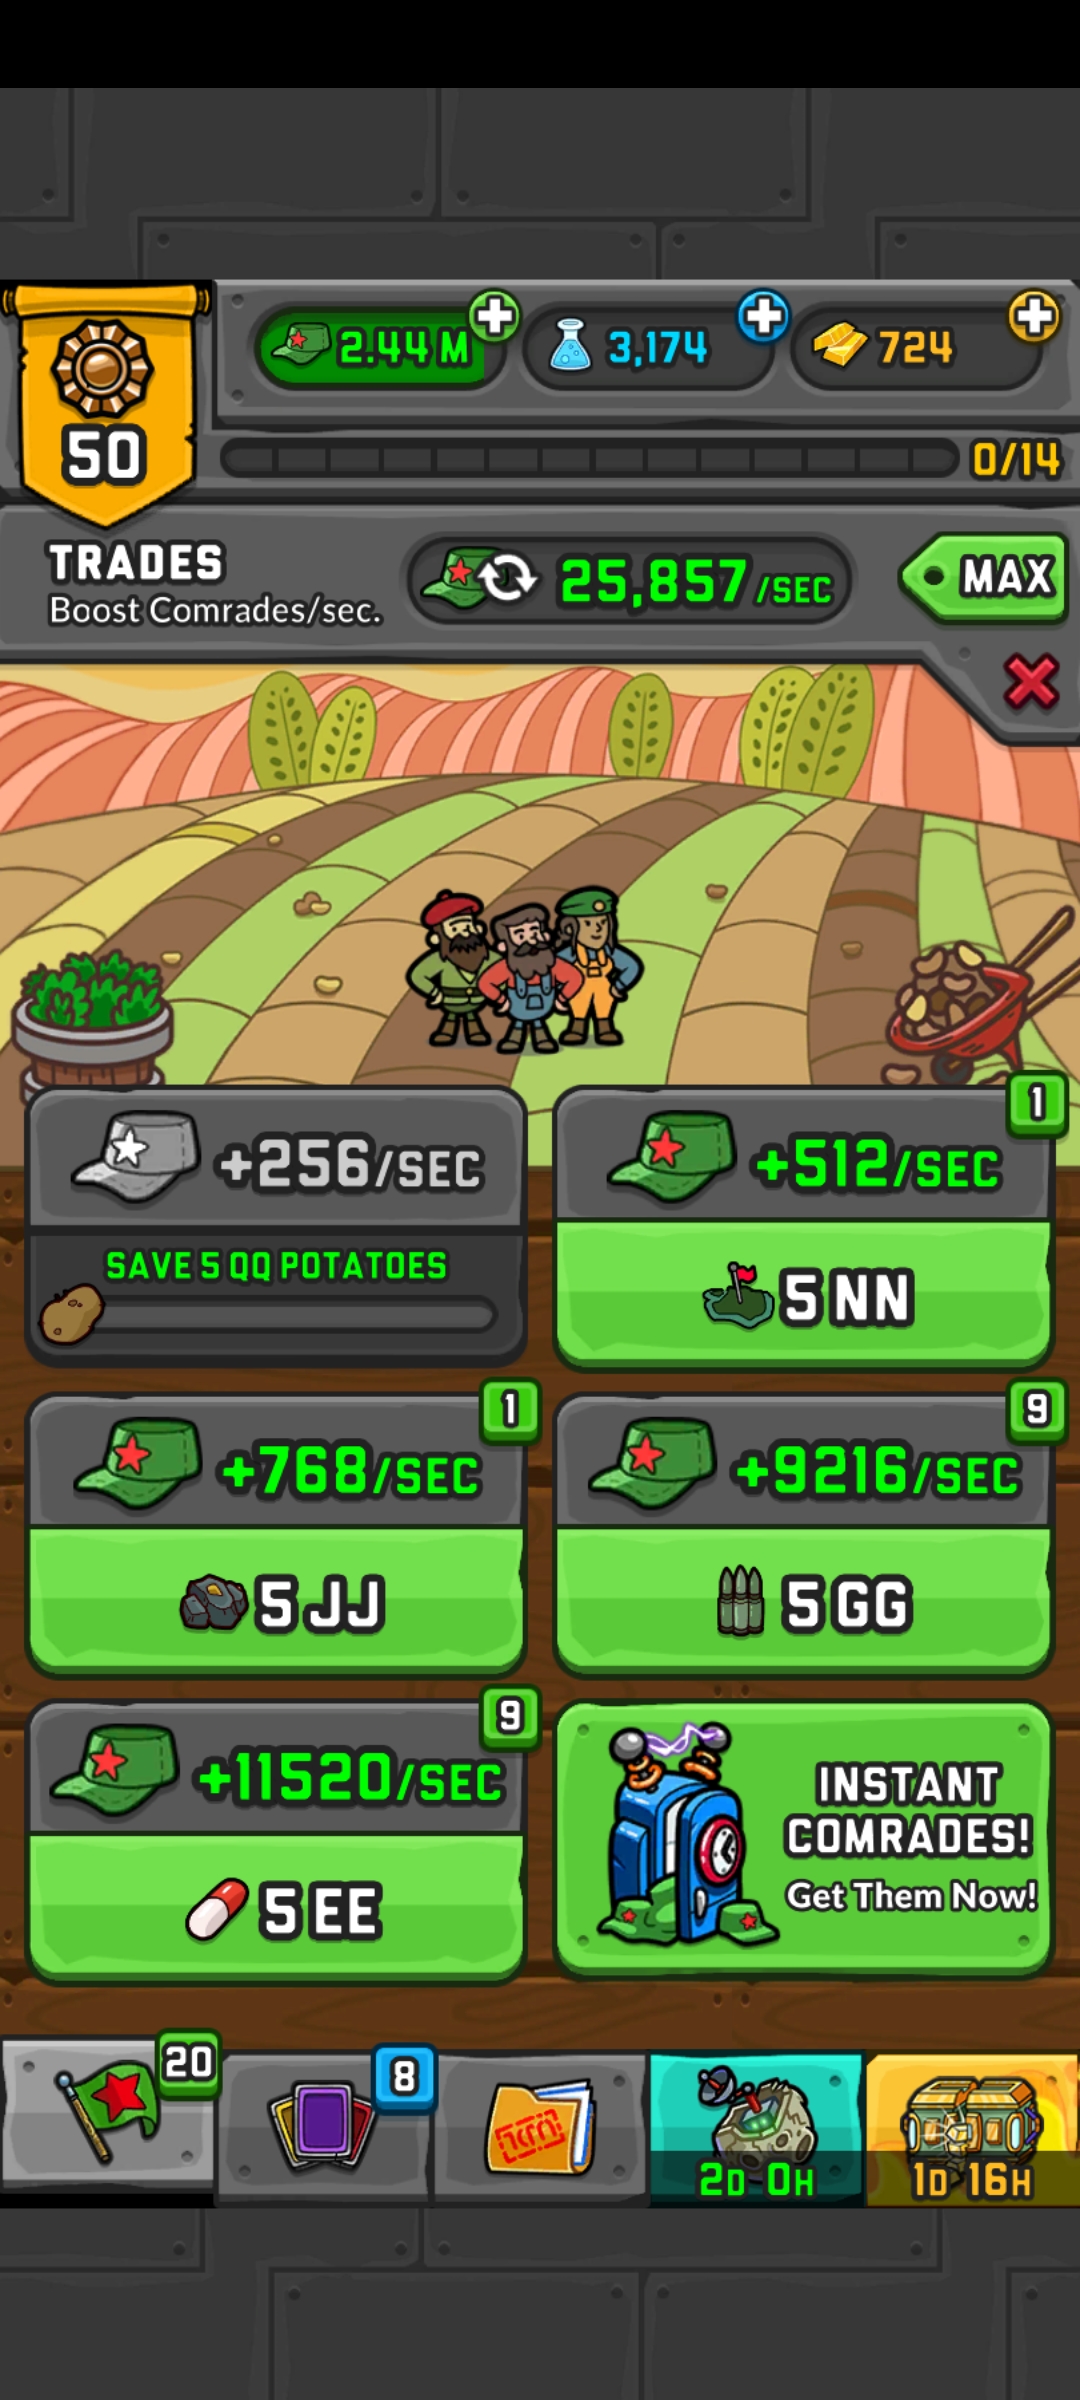 50
2.44 M
3,174
724
0/14
TRADES
Boost Comrades/sec.
25,857/SEC
MAX
+256/SEC
SAVE 5 QQ POTATOES
1
+512/SEC
5 NN
1
+768/SEC
5 JJ
9
+9216/SEC
5 GG
9
+11520/SEC
5 EE
INSTANT
COMRADES!
Get Them Now!
20
8
2D 0H
1D 16H